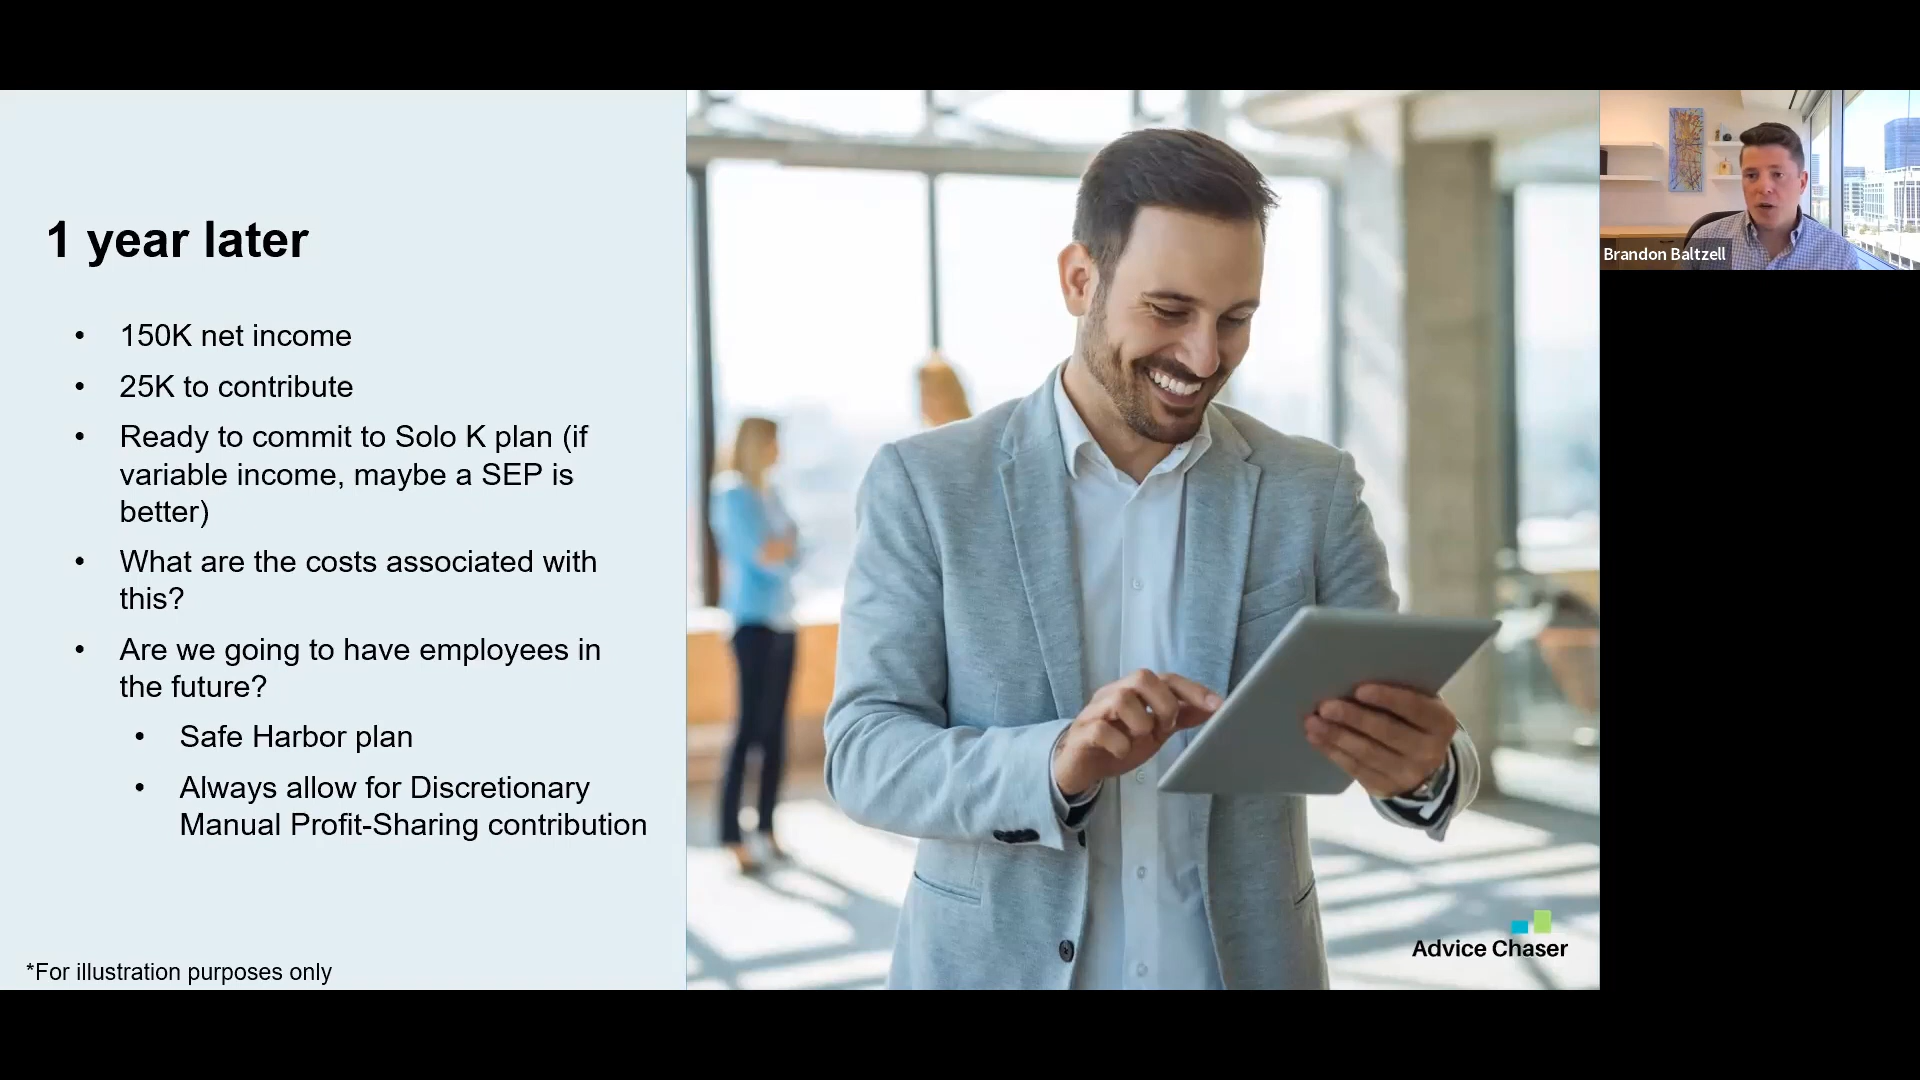 1 year later
• 150K net income
• 25K to contribute
• Ready to commit to Solo K plan (if
variable income, maybe a SEP is
better)
• What are the costs associated with
this?
• Are we going to have employees in
the future?
• Safe Harbor plan
• Always allow for Discretionary
Manual Profit-Sharing contribution
*For illustration purposes only
Advice Chaser
Brandon Baltzell